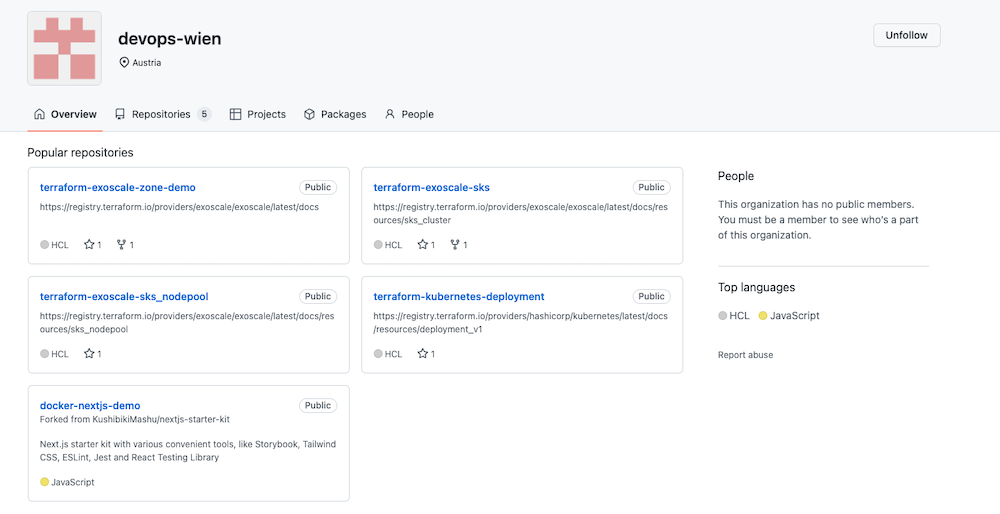 devops-wien
Austria
Unfollow
Overview
Repositories 5
Projects
Packages
People
Popular repositories
terraform-exoscale-zone-demo
Public
https://registry.terraform.io/providers/exoscale/exoscale/latest/docs
HCL 1 1
terraform-exoscale-sks
Public
https://registry.terraform.io/providers/exoscale/exoscale/latest/docs/res
ources/sks_cluster
HCL 1 1
terraform-exoscale-sks_nodepool
Public
https://registry.terraform.io/providers/exoscale/exoscale/latest/docs/res
ources/sks_nodepool
HCL 1
terraform-kubernetes-deployment
Public
https://registry.terraform.io/providers/hashicorp/kubernetes/latest/docs
/resources/deployment_v1
HCL 1
docker-nextjs-demo
Public
Forked from KushibikiMashu/nextjs-starter-kit
Next.js starter kit with various convenient tools, like Storybook, Tailwind
CSS, ESLint, Jest and React Testing Library
JavaScript
People
This organization has no public members.
You must be a member to see who's a part
of this organization.
Top languages
HCL JavaScript
Report abuse